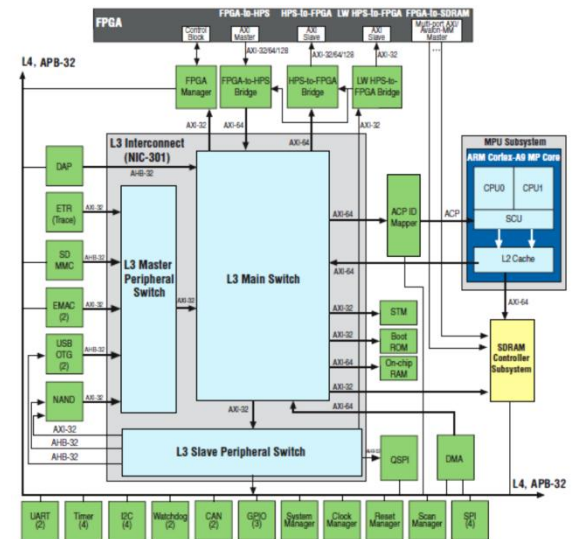 FPGA
FPGA-to-HPS
HPS-to-FPGA
LW HPS-to-FPGA
FPGA-to-SDRAM
Control
Block
AXI
Master
AXI
Slave
AXI
Slave
Multi-port AXI/
Avalon-MM
Master
AXI-32/64/128
AXI-32/64/128
AXI-32
L4, APB-32
FPGA
Manager
FPGA-to-HPS
Bridge
HPS-to-FPGA
Bridge
LW HPS-to-
FPGA Bridge
AXI-32
AXI-64
AXI-64
AXI-32
L3 Interconnect
(NIC-301)
MPU Subsystem
ARM Cortex-A9 MP Core
CPU0
CPU1
SCU
L2 Cache
DAP
AHB-32
ETR
(Trace)
AXI-32
SD
MMC
AHB-32
EMAC
(2)
AXI-32
USB
OTG
(2)
AHB-32
NAND
AXI-32
L3 Master
Peripheral
Switch
AXI-32
L3 Main Switch
AXI-64
ACP ID
Mapper
ACP
AXI-64
AXI-64
AXI-32
STM
AXI-32
Boot
ROM
AXI-64
On-chip
RAM
AXI-32
SDRAM
Controller
Subsystem
AXI-32
AXI-64
AXI-32
AHB-32
AHB-32
L3 Slave Peripheral Switch
AHB-32
QSPI
DMA
L4, APB-32
UART
(2)
Timer
(4)
I2C
(4)
Watchdog
(2)
CAN
(2)
GPIO
(3)
System
Manager
Clock
Manager
Reset
Manager
Scan
Manager
SPI
(4)